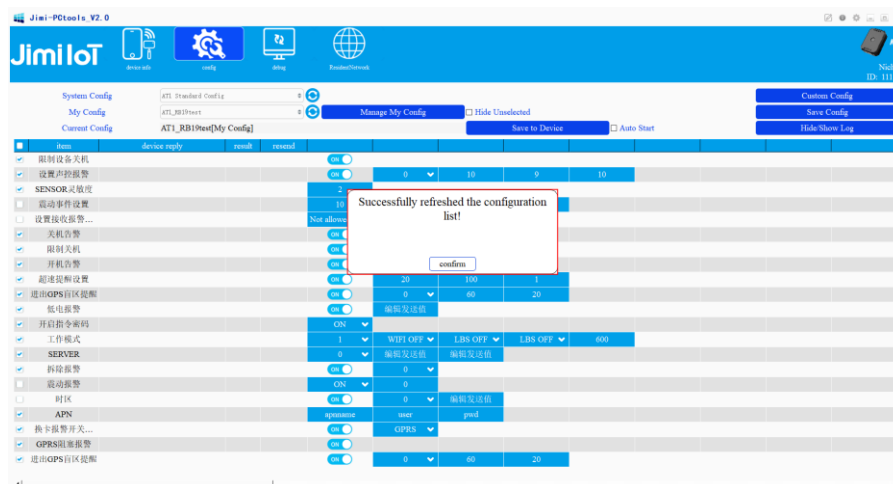 Jimi-PCtools_V2.0
Jimi IoT
device info config debug ResidentNetwork
ID: 111
System Config AT1 Standard Config Custom Config
My Config AT1_RB19test Manage My Config Hide Unselected Save Config
Current Config AT1_RB19test[My Config] Save to Device Auto Start Hide/Show Log
item device reply result resend
限制设备关机 ON
设置声控报警 ON 0 10 9 10
SENSOR灵敏度 2
震动事件设置 10
设置接收报警... Not allowe
关机告警 ON
限制关机 ON
开机告警 ON
超速提醒设置 ON 20 100 1
进出GPS盲区提醒 ON 0 60 20
低电报警 ON 编辑发送值
开启指令密码 ON
工作模式 1 WIFI OFF LBS OFF LBS OFF 600
SERVER 0 编辑发送值 编辑发送值
拆除报警 ON 0
震动报警 ON 0
时区 ON 0 编辑发送值
APN apnname user pwd
换卡报警开关... ON GPRS
GPRS阻塞报警 ON
进出GPS盲区提醒 ON 0 60 20
Successfully refreshed the configuration
list!
confirm